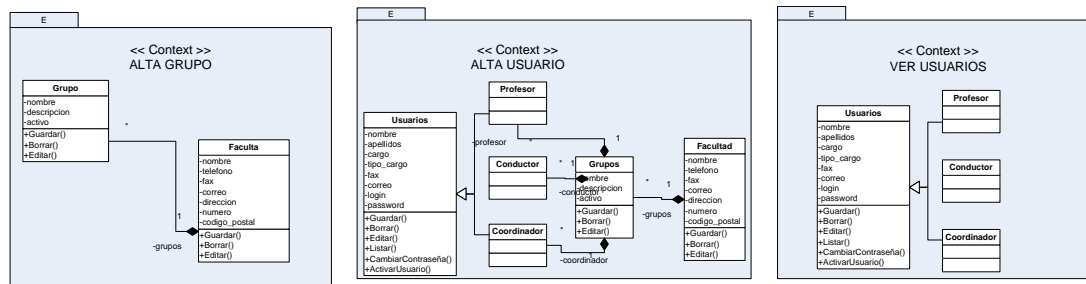 E
<< Context >>
ALTA GRUPO
Grupo
-nombre
-descripcion
-activo
+Guardar()
+Borrar()
+Editar()
*
Faculta
-nombre
-telefono
-fax
-correo
-direccion
-numero
-codigo_postal
+Guardar()
+Borrar()
+Editar()
1
-grupos
E
<< Context >>
ALTA USUARIO
Profesor
Usuarios
-nombre
-apellidos
-cargo
-tipo_cargo
-fax
-correo
-login
-password
+Guardar()
+Borrar()
+Editar()
+Listar()
+CambiarContraseña()
+ActivarUsuario()
-profesor
*
1
Conductor
*
1
-conductor
Grupos
-nombre
-descripcion
-activo
+Guardar()
+Borrar()
+Editar()
*
1
-grupos
Facultad
-nombre
-telefono
-fax
-correo
-direccion
-numero
-codigo_postal
+Guardar()
+Borrar()
+Editar()
Coordinador
*
1
-coordinador
E
<< Context >>
VER USUARIOS
Usuarios
-nombre
-apellidos
-cargo
-tipo_cargo
-fax
-correo
-login
-password
+Guardar()
+Borrar()
+Editar()
+Listar()
+CambiarContraseña()
+ActivarUsuario()
Profesor
Conductor
Coordinador